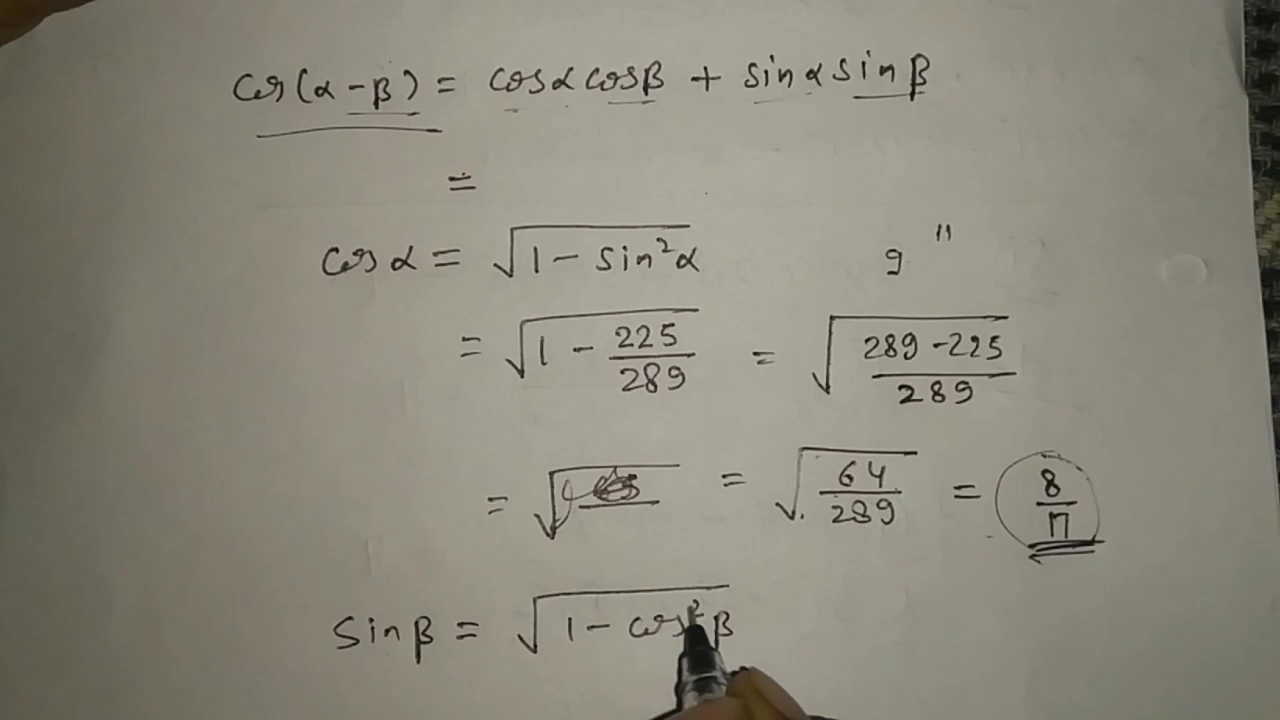 cos(α-β) = cosα cosβ + sinα sinβ
=
cosα = √1 - sin²α 9 "
= √1 - 225/289 = √289-225/289
= √ = √64/289 = 8/17
sinβ = √1 - cos²β